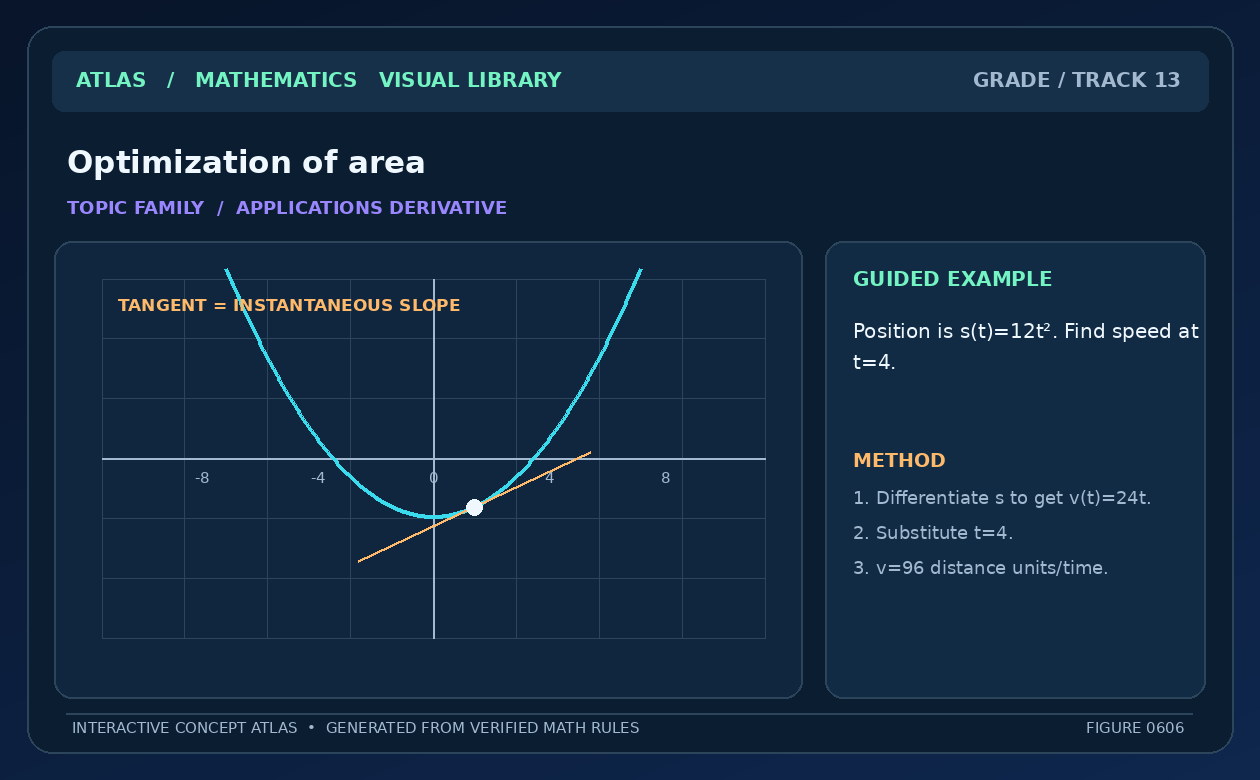 ATLAS / MATHEMATICS VISUAL LIBRARY
GRADE / TRACK 13
Optimization of area
TOPIC FAMILY / APPLICATIONS DERIVATIVE
TANGENT = INSTANTANEOUS SLOPE
-8 -4 0 4 8
GUIDED EXAMPLE
Position is s(t)=12t². Find speed at
t=4.
METHOD
1. Differentiate s to get v(t)=24t.
2. Substitute t=4.
3. v=96 distance units/time.
INTERACTIVE CONCEPT ATLAS • GENERATED FROM VERIFIED MATH RULES
FIGURE 0606